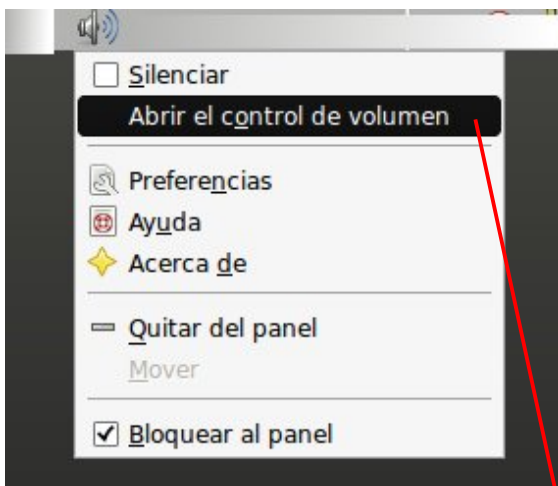 Silenciar
Abrir el control de volumen
Preferencias
Ayuda
Acerca de
Quitar del panel
Mover
Bloquear al panel